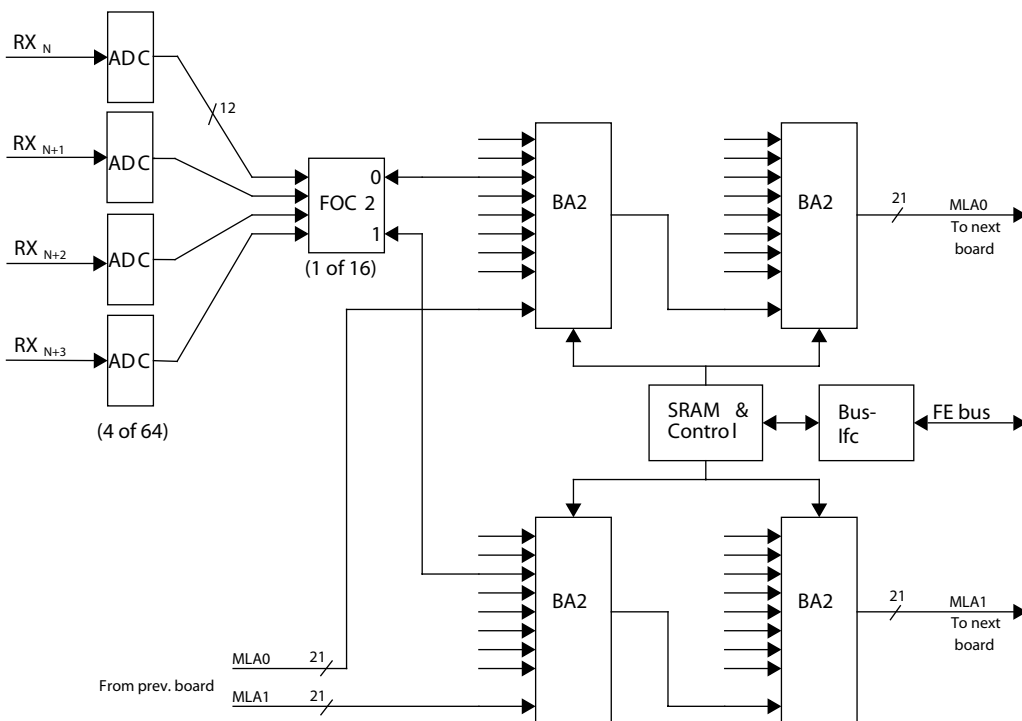 RX N
ADC
12
RX N+1
ADC
RX N+2
ADC
RX N+3
ADC
(4 of 64)
0
FOC 2
1
(1 of 16)
BA2
BA2
21
MLA0
To next
board
SRAM &
Control
Bus-
Ifc
FE bus
BA2
BA2
21
MLA1
To next
board
MLA0
21
From prev. board
MLA1
21